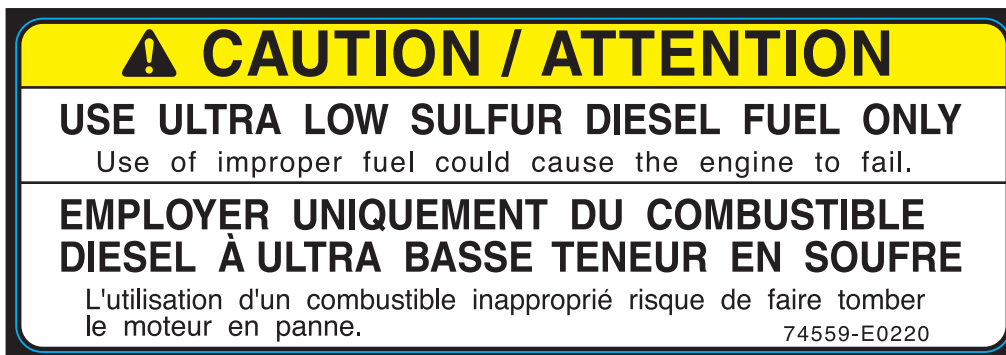 CAUTION / ATTENTION
USE ULTRA LOW SULFUR DIESEL FUEL ONLY
Use of improper fuel could cause the engine to fail.
EMPLOYER UNIQUEMENT DU COMBUSTIBLE
DIESEL À ULTRA BASSE TENEUR EN SOUFRE
L'utilisation d'un combustible inapproprié risque de faire tomber
le moteur en panne.
74559-E0220